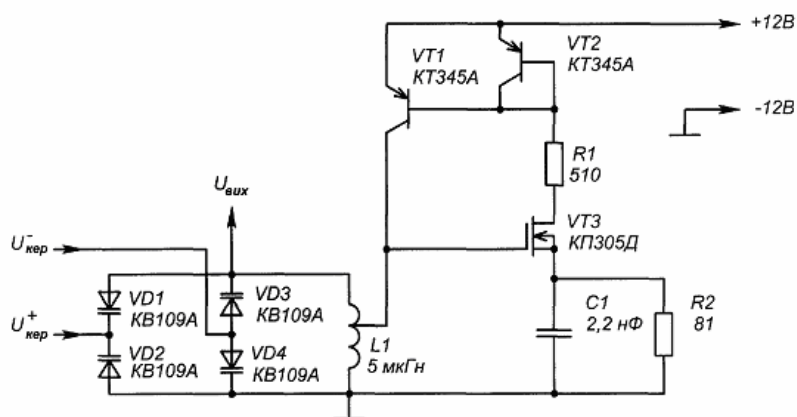 +12В
VT1
КТ345А
VT2
КТ345А
-12В
R1
510
Uвих
VT3
КП305Д
U⁻кер
VD1
КВ109А
VD3
КВ109А
U⁺кер
VD2
КВ109А
VD4
КВ109А
L1
5 мкГн
C1
2,2 нФ
R2
81